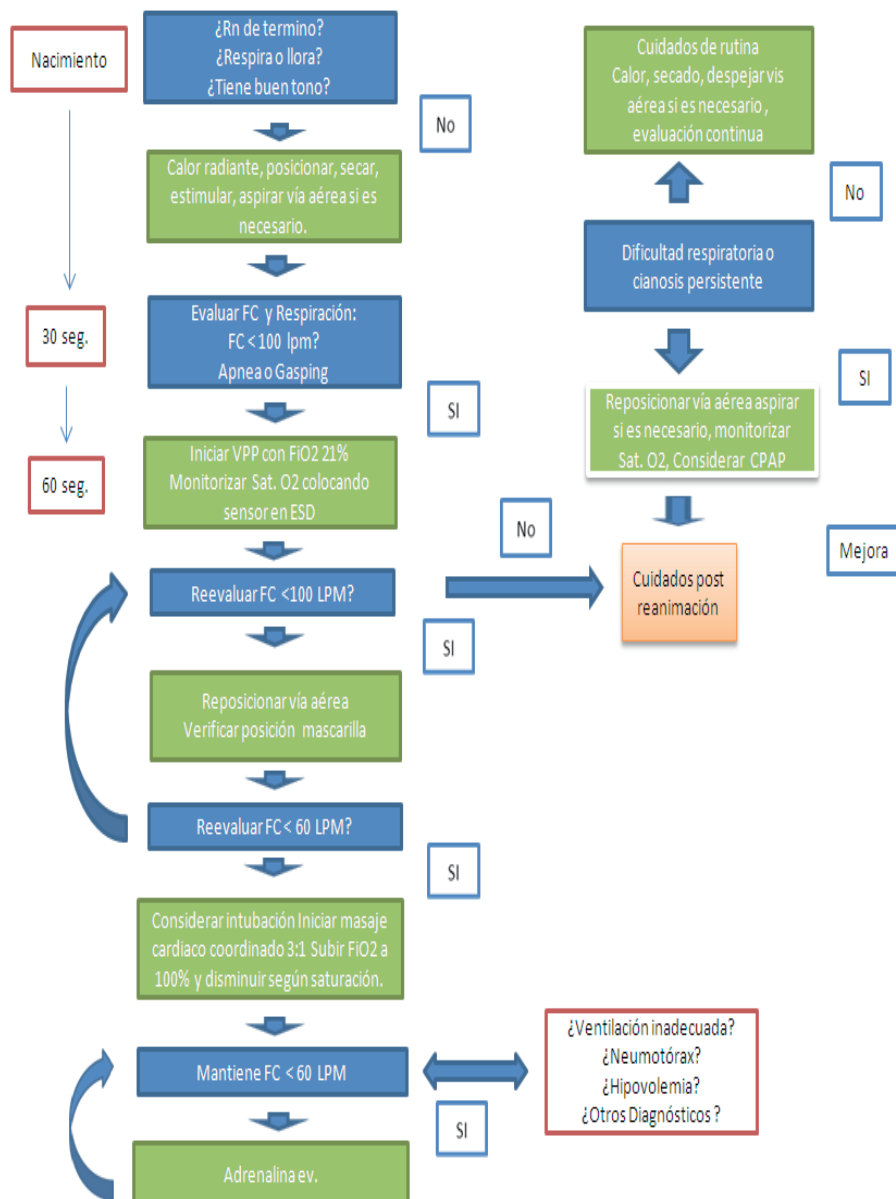 Nacimiento
30 seg.
60 seg.
¿Rn de termino?
¿Respira o llora?
¿Tiene buen tono?
No
Calor radiante, posicionar, secar,
estimular, aspirar vía aérea si es
necesario.
Evaluar FC y Respiración:
FC < 100 lpm?
Apnea o Gasping
SI
Iniciar VPP con FiO2 21%
Monitorizar Sat. O2 colocando
sensor en ESD
Reevaluar FC <100 LPM?
No
SI
Reposicionar vía aérea
Verificar posición mascarilla
Reevaluar FC < 60 LPM?
SI
Considerar intubación Iniciar masaje
cardiaco coordinado 3:1 Subir FiO2 a
100% y disminuir según saturación.
Mantiene FC < 60 LPM
SI
Adrenalina ev.
Cuidados de rutina
Calor, secado, despejar vis
aérea si es necesario ,
evaluación continua
No
Dificultad respiratoria o
cianosis persistente
SI
Reposicionar vía aérea aspirar
si es necesario, monitorizar
Sat. O2, Considerar CPAP
Mejora
Cuidados post
reanimación
¿Ventilación inadecuada?
¿Neumotórax?
¿Hipovolemia?
¿Otros Diagnósticos ?